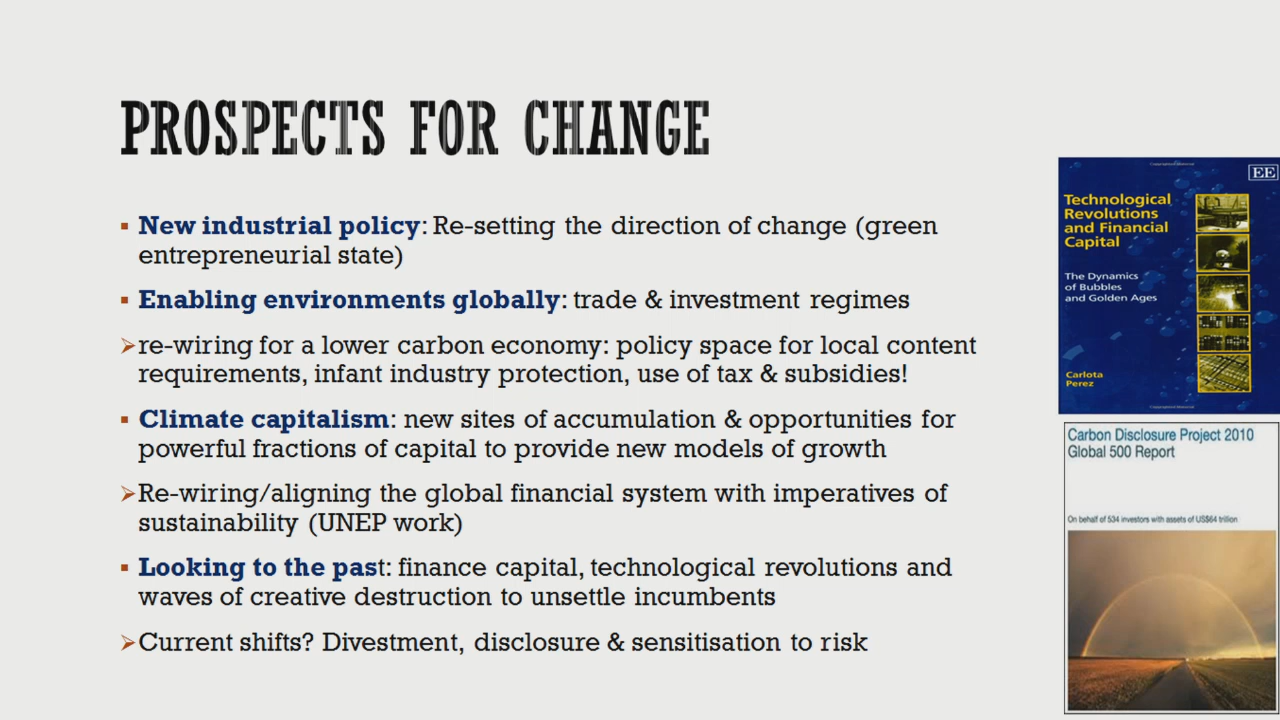 PROSPECTS FOR CHANGE
▪ New industrial policy: Re-setting the direction of change (green
entrepreneurial state)
▪ Enabling environments globally: trade & investment regimes
➢ re-wiring for a lower carbon economy: policy space for local content
requirements, infant industry protection, use of tax & subsidies!
▪ Climate capitalism: new sites of accumulation & opportunities for
powerful fractions of capital to provide new models of growth
➢ Re-wiring/aligning the global financial system with imperatives of
sustainability (UNEP work)
▪ Looking to the past: finance capital, technological revolutions and
waves of creative destruction to unsettle incumbents
➢ Current shifts? Divestment, disclosure & sensitisation to risk
EE
Technological
Revolutions
and Financial
Capital
The Dynamics
of Bubbles
and Golden Ages
Carlota
Perez
Carbon Disclosure Project 2010
Global 500 Report
On behalf of 534 investors with assets of US$64 trillion